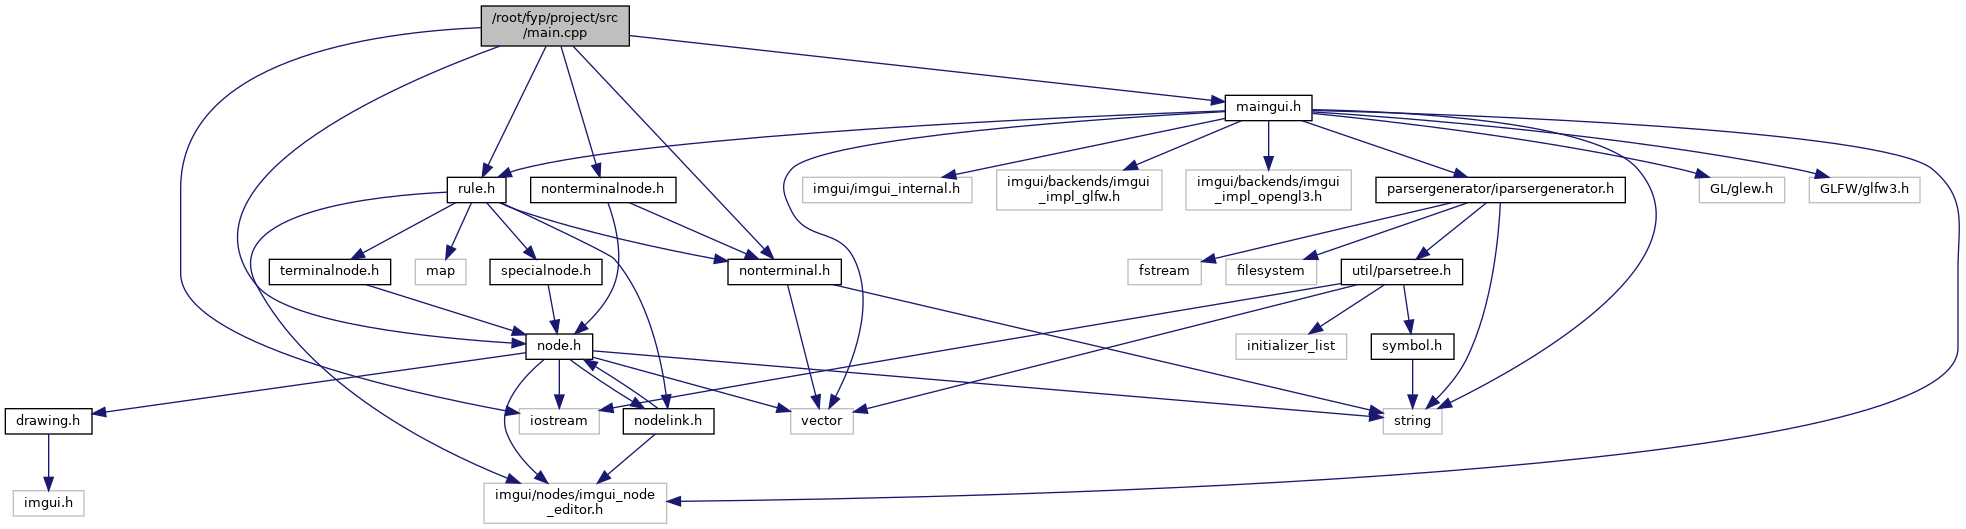 /root/fyp/project/src
/main.cpp
maingui.h
rule.h
nonterminalnode.h
imgui/imgui_internal.h
imgui/backends/imgui
_impl_glfw.h
imgui/backends/imgui
_impl_opengl3.h
parsergenerator/iparsergenerator.h
GL/glew.h
GLFW/glfw3.h
terminalnode.h
map
specialnode.h
nonterminal.h
fstream
filesystem
util/parsetree.h
node.h
initializer_list
symbol.h
drawing.h
iostream
nodelink.h
vector
string
imgui.h
imgui/nodes/imgui_node
_editor.h